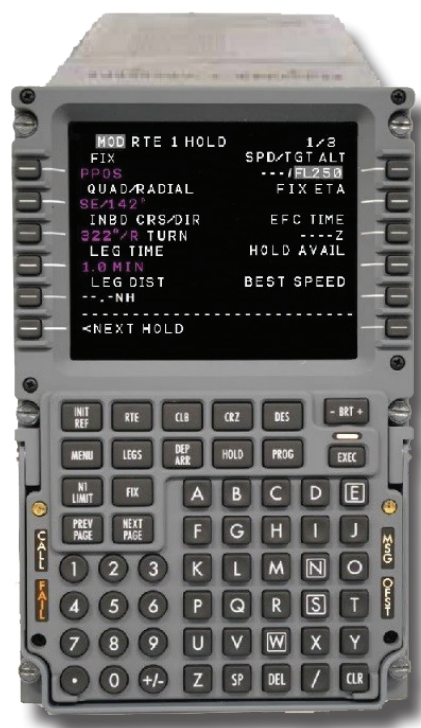 MOD RTE 1 HOLD 1/3
FIX SPD/TGT ALT
PPOS ---/FL250
QUAD/RADIAL FIX ETA
SE/142°
INBD CRS/DIR EFC TIME
322°/R TURN ----Z
LEG TIME HOLD AVAIL
1.0 MIN
LEG DIST BEST SPEED
--.-NH
<NEXT HOLD
INIT REF RTE CLB CRZ DES - BRT +
MENU LEGS DEP ARR HOLD PROG EXEC
N1 LIMIT FIX
PREV PAGE NEXT PAGE
A B C D E
F G H I J
K L M N O
P Q R S T
U V W X Y
Z SP DEL / CLR
1 2 3
4 5 6
7 8 9
. 0 +/-
CALL
FAIL
MSG
OFST